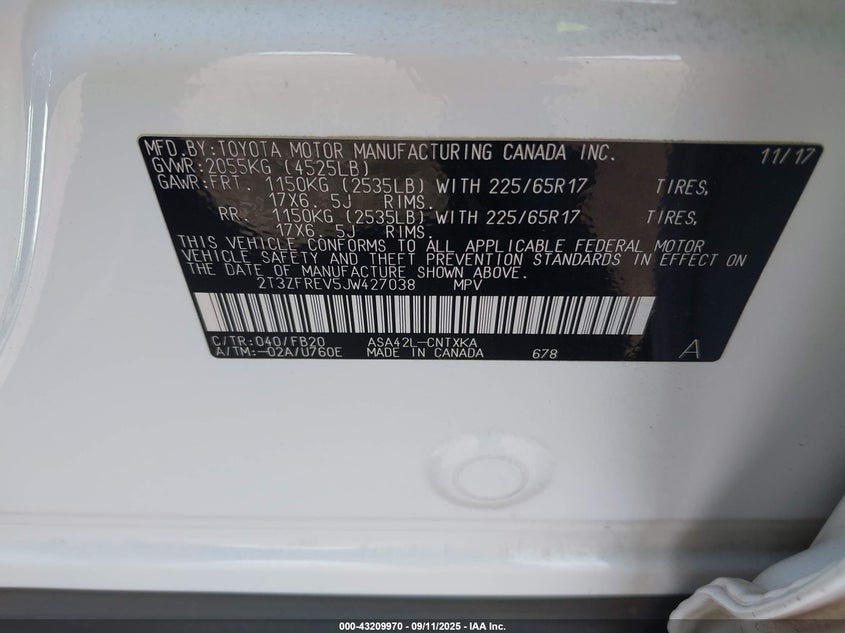 MFD.BY:TOYOTA MOTOR MANUFACTURING CANADA INC. 11/17
GVWR:2055KG (4525LB)
GAWR:FRT. 1150KG (2535LB) WITH 225/65R17 TIRES,
17X6. 5J RIMS.
RR. 1150KG (2535LB) WITH 225/65R17 TIRES,
17X6. 5J RIMS.
THIS VEHICLE CONFORMS TO ALL APPLICABLE FEDERAL MOTOR
VEHICLE SAFETY AND THEFT PREVENTION STANDARDS IN EFFECT ON
THE DATE OF MANUFACTURE SHOWN ABOVE.
2T3ZFREV5JW427038 MPV
C/TR:040/FB20 ASA42L-CNTXKA
A/TM:-02A/U760E MADE IN CANADA 678 A
000-43209970 - 09/11/2025 - IAA Inc.